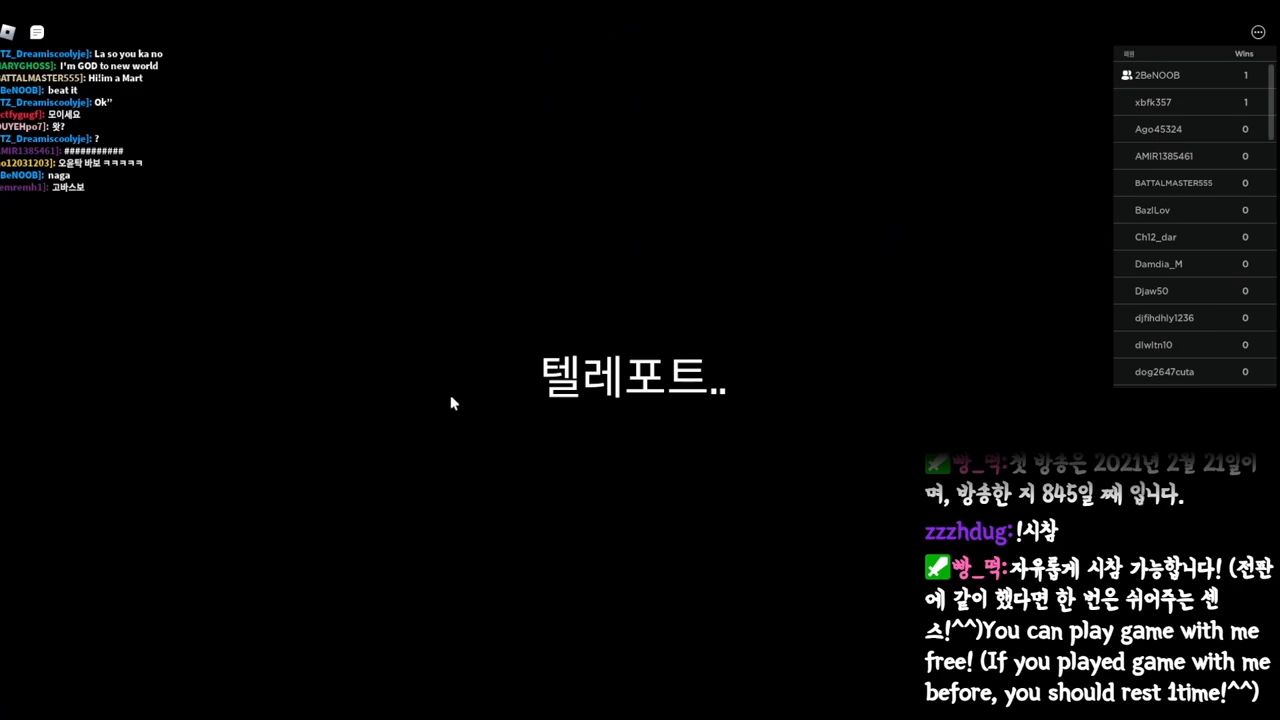 TZ_Dreamiscoolyje]: La so you ka no
ARYGHOSS]: I'm GOD to new world
BATTALMASTER555]: Hi!im a Mart
BeNOOB]: beat it
TZ_Dreamiscoolyje]: Ok"
ctfygugf]: 모이세요
UYEHpo7]: 왓?
TZ_Dreamiscoolyje]: ?
AMIR1385461]: ###########
o12031203]: 오윤탁 바보 ㅋㅋㅋㅋㅋ
BeNOOB]: naga
emremh1]: 고바스보
텔레포트..
회원 Wins
2BeNOOB 1
xbfk357 1
Ago45324 0
AMIR1385461 0
BATTALMASTER555 0
BazlLov 0
Ch12_dar 0
Damdia_M 0
Djaw50 0
djfihdhly1236 0
dlwltn10 0
dog2647cuta 0
빵_떡:첫 방송은 2021년 2월 21일이
며, 방송한 지 845일 째 입니다.
zzzhdug:!시참
빵_떡:자유롭게 시참 가능합니다! (전판
에 같이 했다면 한 번은 쉬어주는 센
스!^^)You can play game with me
free! (If you played game with me
before, you should rest 1time!^^)